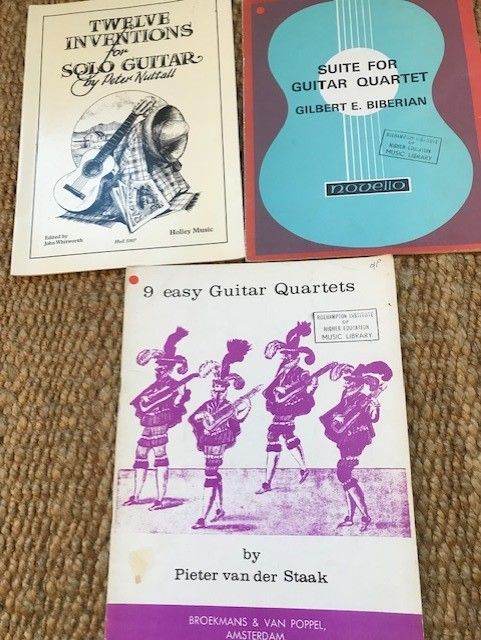 TWELVE
INVENTIONS
for
SOLO GUITAR
by Peter Nuttall
Edited by
John Whitworth
Holley Music
SUITE FOR
GUITAR QUARTET
GILBERT E. BIBERIAN
ROEHAMPTON INSTITUTE
OF
HIGHER EDUCATION
MUSIC LIBRARY
novello
9 easy Guitar Quartets
ROEHAMPTON INSTITUTE
OF
HIGHER EDUCATION
MUSIC LIBRARY
by
Pieter van der Staak
BROEKMANS & VAN POPPEL,
AMSTERDAM